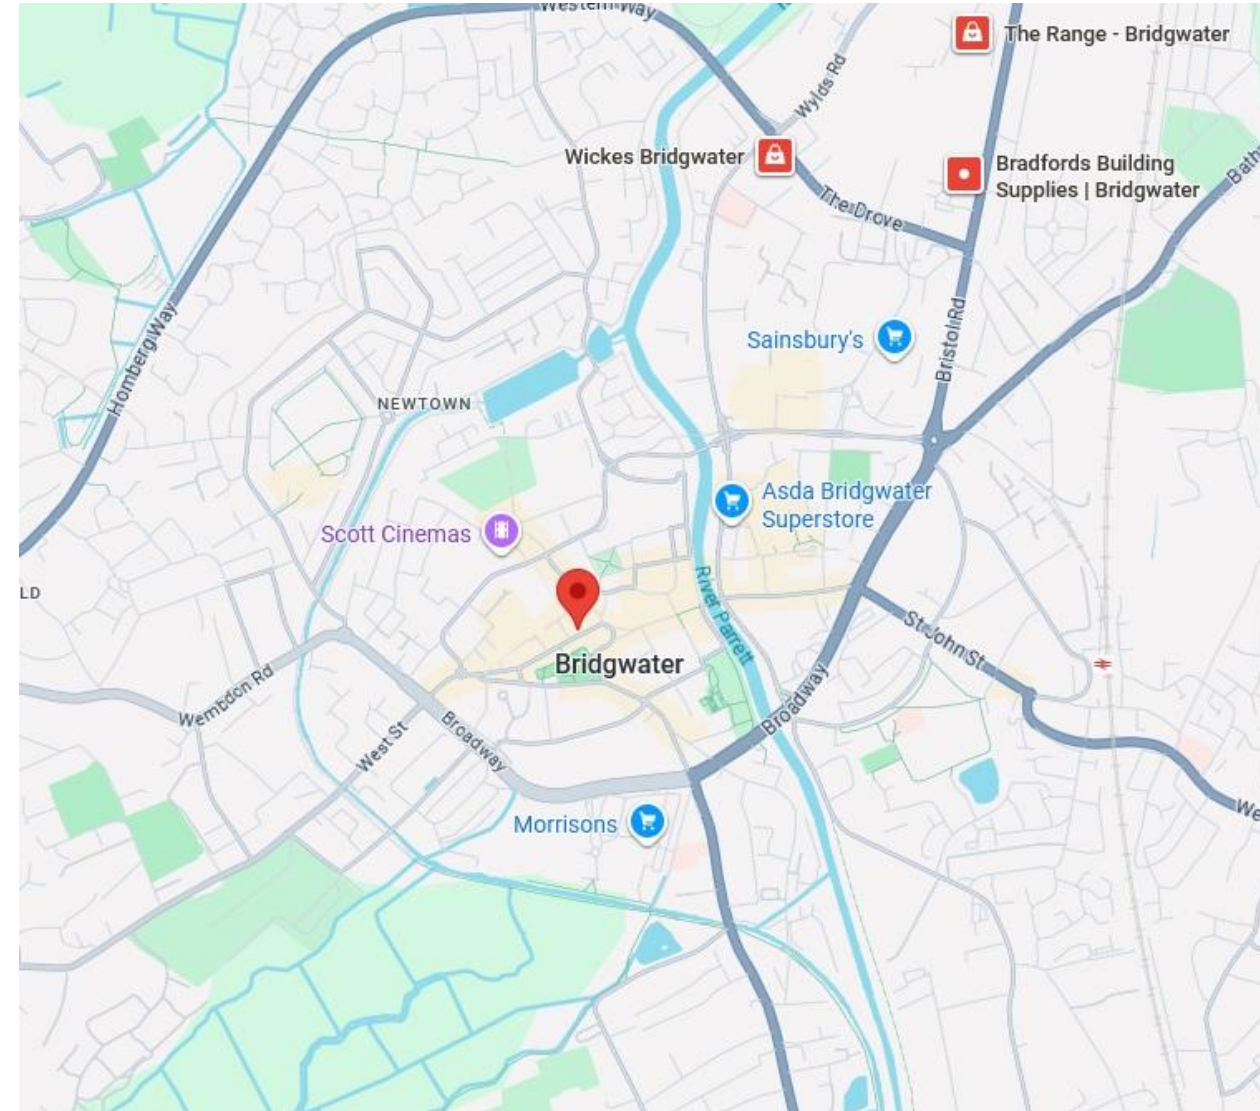 Western Way
The Range - Bridgwater
Wylds Rd
Wickes Bridgwater
Bradfords Building
Supplies | Bridgwater
The Drove
Homberg Way
Bristol Rd
Sainsbury's
NEWTOWN
Asda Bridgwater
Superstore
Scott Cinemas
River Parrett
LD
St John St
Bridgwater
Wembdon Rd
Broadway
West St
Broadway
Morrisons
We